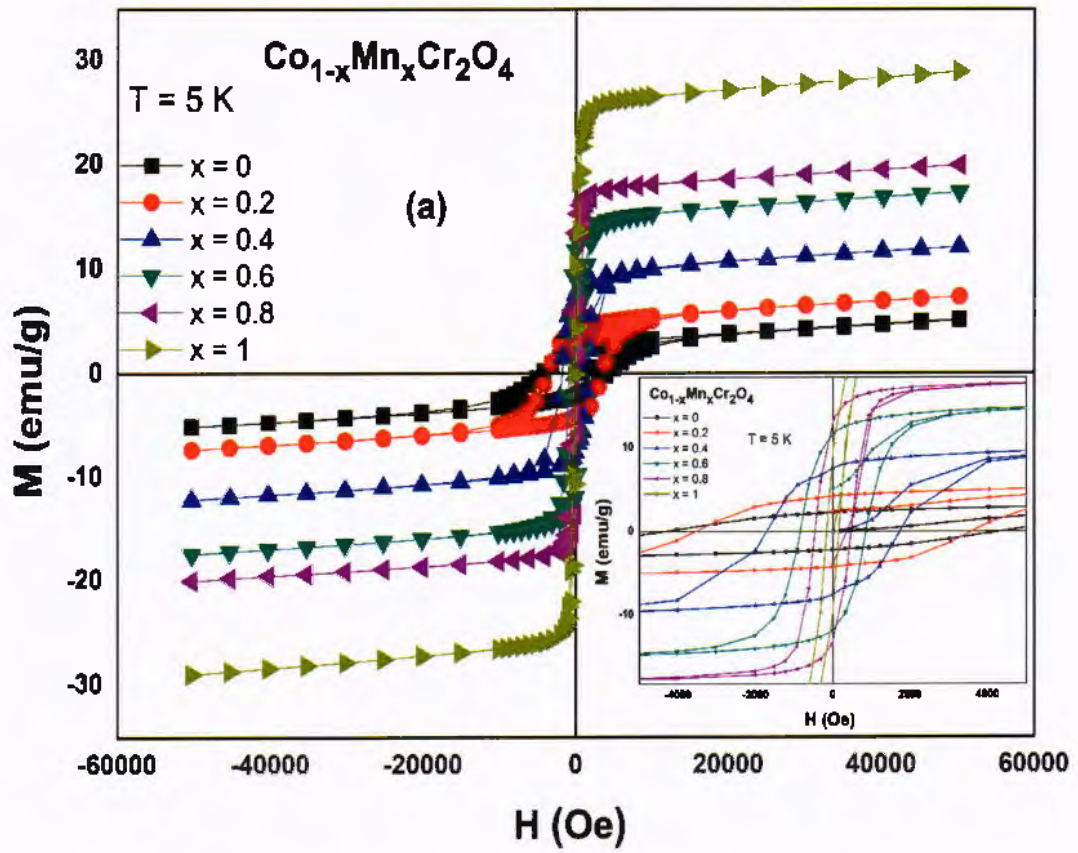 Co1-xMnxCr2O4
T = 5 K
x = 0
x = 0.2
x = 0.4
x = 0.6
x = 0.8
x = 1
(a)
30
20
10
0
-10
-20
-30
M (emu/g)
-60000 -40000 -20000 0 20000 40000 60000
H (Oe)
Co1-xMnxCr2O4
x = 0
x = 0.2
x = 0.4
x = 0.6
x = 0.8
x = 1
T = 5 K
10
0
-10
M (emu/g)
-4000 -2000 0 2000 4000
H (Oe)